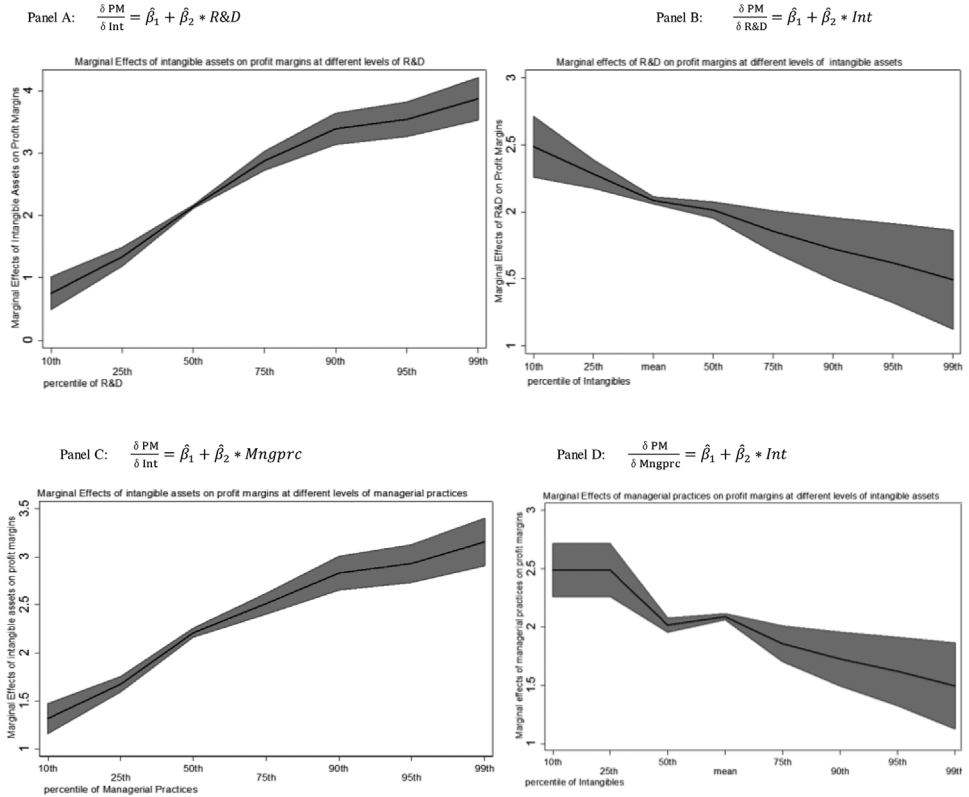 Panel A: δ PM / δ Int = β̂₁ + β̂₂ * R&D
Marginal Effects of intangible assets on profit margins at different levels of R&D
Marginal Effects of Intangible Assets on Profit Margins
4
3
2
1
0
10th 25th 50th 75th 90th 95th 99th
percentile of R&D
Panel B: δ PM / δ R&D = β̂₁ + β̂₂ * Int
Marginal effects of R&D on profit margins at different levels of intangible assets
Marginal Effects of R&D on Profit Margins
3
2.5
2
1.5
1
10th 25th mean 50th 75th 90th 95th 99th
percentile of Intangibles
Panel C: δ PM / δ Int = β̂₁ + β̂₂ * Mngprc
Marginal Effects of intangible assets on profit margins at different levels of managerial practices
Marginal Effects of intangible assets on profit margins
3.5
3
2.5
2
1.5
1
10th 25th 50th 75th 90th 95th 99th
percentile of Managerial Practices
Panel D: δ PM / δ Mngprc = β̂₁ + β̂₂ * Int
Marginal Effects of managerial practices on profit margins at different levels of intangible assets
Marginal effects of managerial practices on profit margins
3
2.5
2
1.5
1
10th 25th 50th mean 75th 90th 95th 99th
percentile of Intangibles